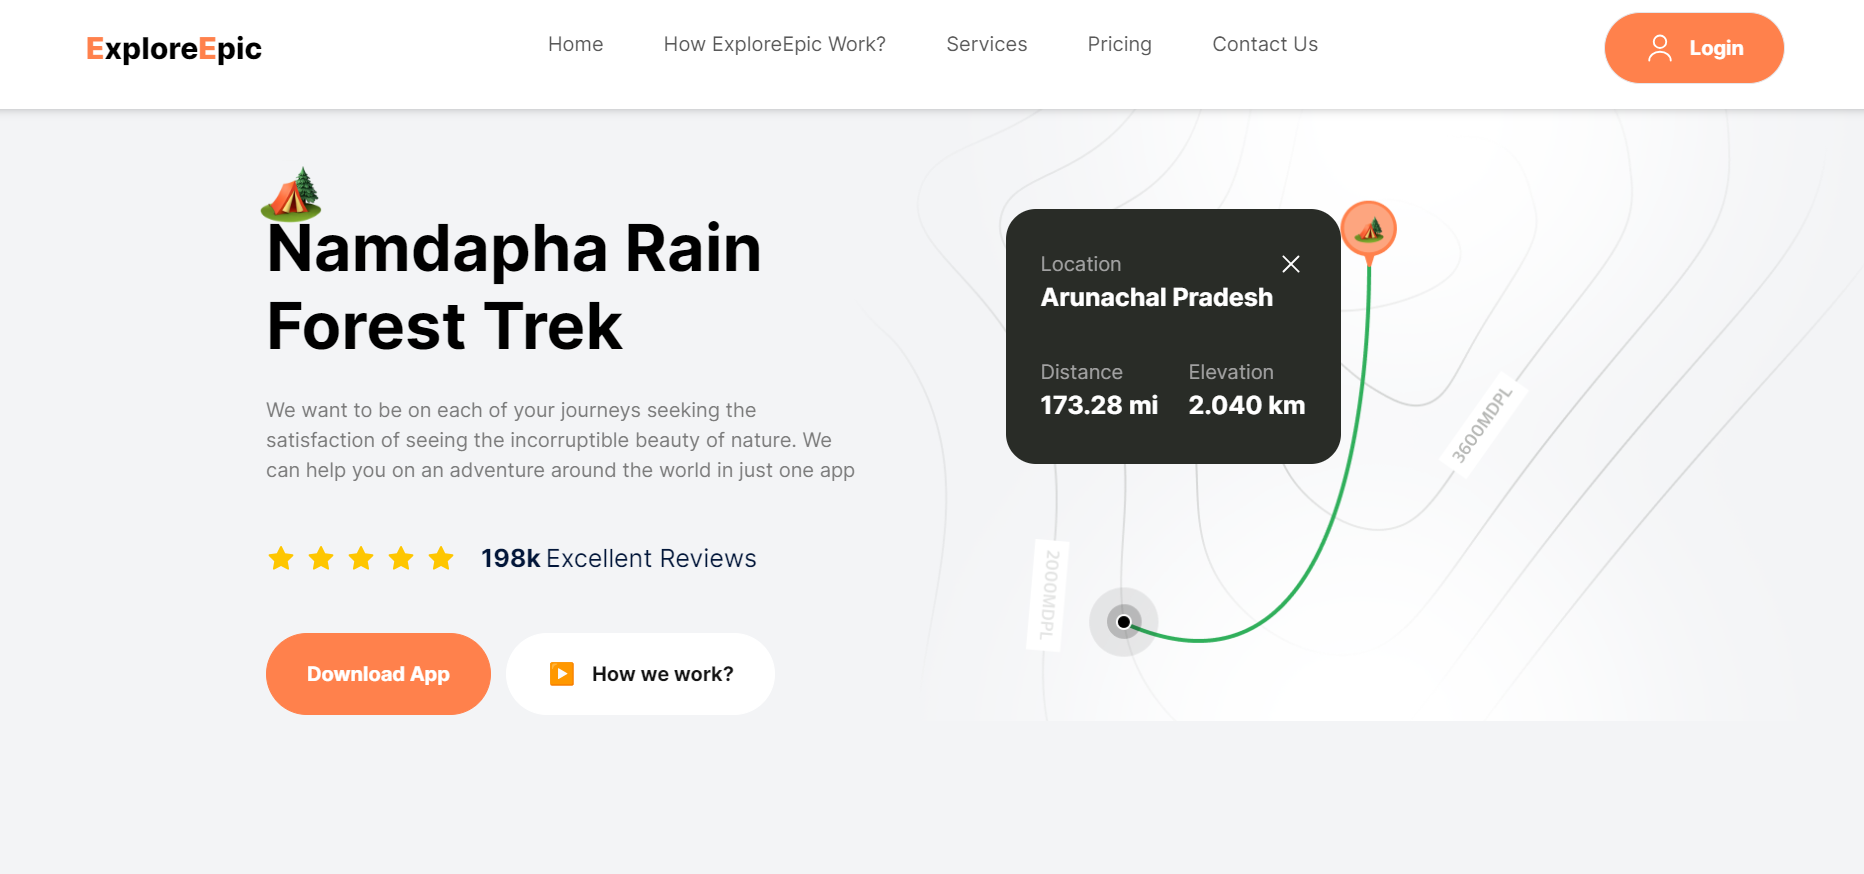 ExploreEpic
Home
How ExploreEpic Work?
Services
Pricing
Contact Us
Login
Namdapha Rain
Forest Trek
We want to be on each of your journeys seeking the
satisfaction of seeing the incorruptible beauty of nature. We
can help you on an adventure around the world in just one app
198k Excellent Reviews
Download App
How we work?
Location
Arunachal Pradesh
Distance
173.28 mi
Elevation
2.040 km
3600MDPL
2000MDPL